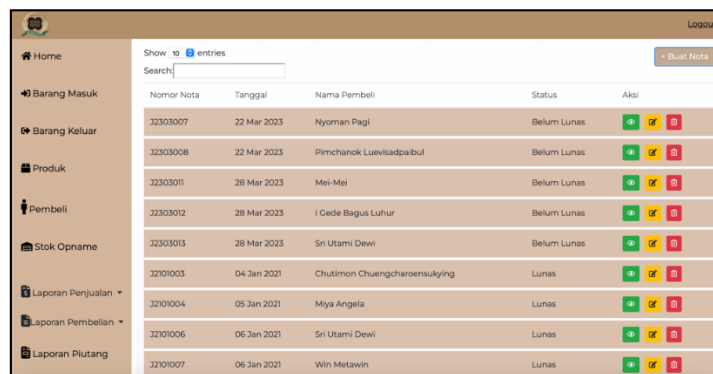 Logou
Home
Barang Masuk
Barang Keluar
Produk
Pembeli
Stok Opname
Laporan Penjualan
Laporan Pembelian
Laporan Piutang
Show 10 entries
+ Buat Nota
Search:
Nomor Nota Tanggal Nama Pembeli Status Aksi
J2303007 22 Mar 2023 Nyoman Pagi Belum Lunas
J2303008 22 Mar 2023 Pimchanok Luevisadpaibul Belum Lunas
J2303011 28 Mar 2023 Mei-Mei Belum Lunas
J2303012 28 Mar 2023 I Gede Bagus Luhur Belum Lunas
J2303013 28 Mar 2023 Sri Utami Dewi Belum Lunas
J2101003 04 Jan 2021 Chutimon Chuengcharoensukying Lunas
J2101004 05 Jan 2021 Miya Angela Lunas
J2101006 06 Jan 2021 Sri Utami Dewi Lunas
J2101007 06 Jan 2021 Win Metawin Lunas